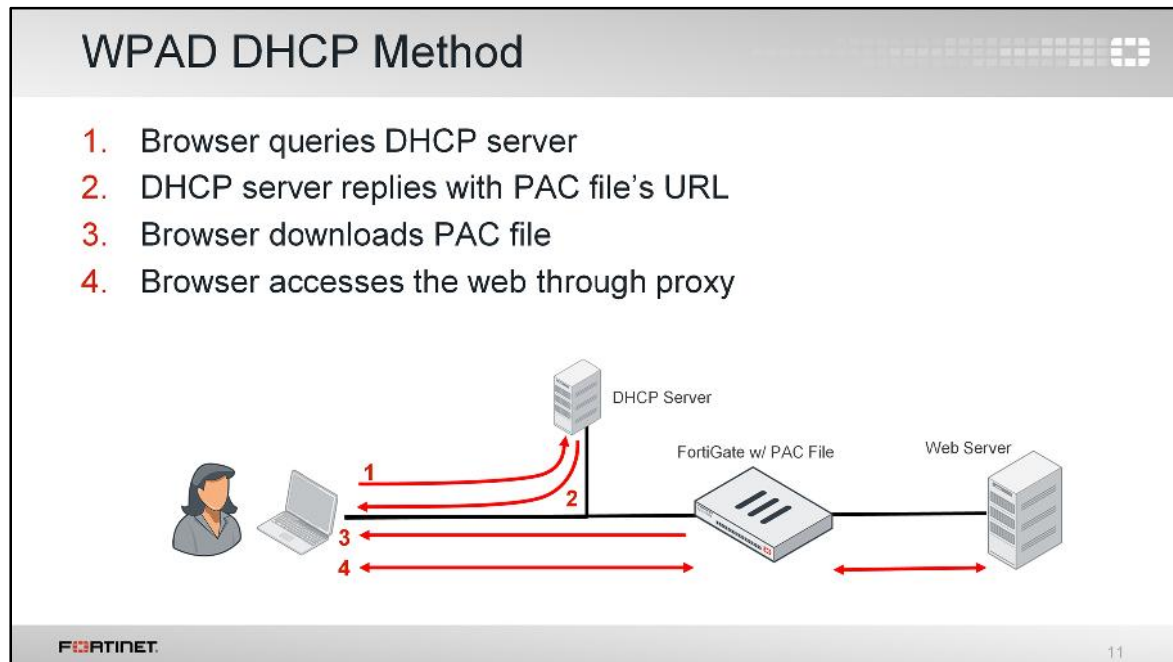 WPAD DHCP Method
1. Browser queries DHCP server
2. DHCP server replies with PAC file's URL
3. Browser downloads PAC file
4. Browser accesses the web through proxy
DHCP Server
FortiGate w/ PAC File
Web Server
1
2
3
4
FORTINET
11